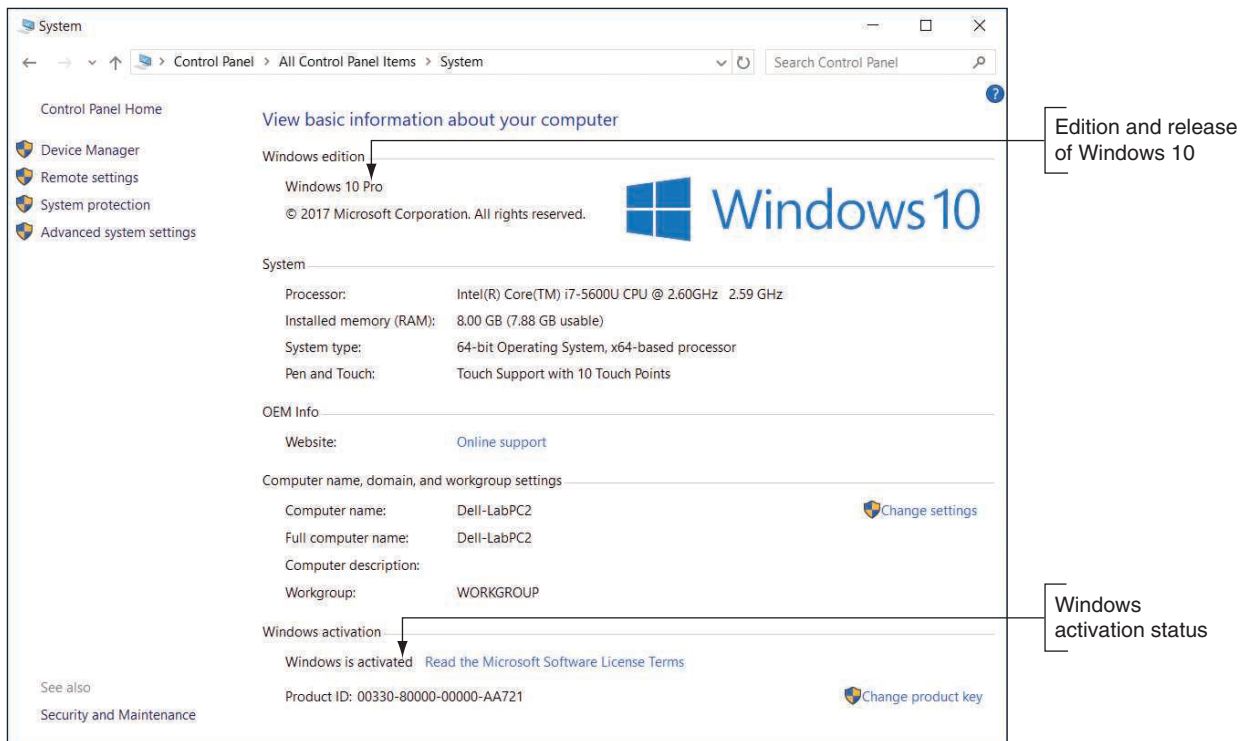 System
Control Panel > All Control Panel Items > System
Search Control Panel
?
Control Panel Home
Device Manager
Remote settings
System protection
Advanced system settings
See also
Security and Maintenance
View basic information about your computer
Windows edition
Windows 10 Pro
© 2017 Microsoft Corporation. All rights reserved.
Windows 10
System
Processor: Intel(R) Core(TM) i7-5600U CPU @ 2.60GHz 2.59 GHz
Installed memory (RAM): 8.00 GB (7.88 GB usable)
System type: 64-bit Operating System, x64-based processor
Pen and Touch: Touch Support with 10 Touch Points
OEM Info
Website: Online support
Computer name, domain, and workgroup settings
Computer name: Dell-LabPC2
Change settings
Full computer name: Dell-LabPC2
Computer description:
Workgroup: WORKGROUP
Windows activation
Windows is activated Read the Microsoft Software License Terms
Product ID: 00330-80000-00000-AA721
Change product key
Edition and release
of Windows 10
Windows
activation status